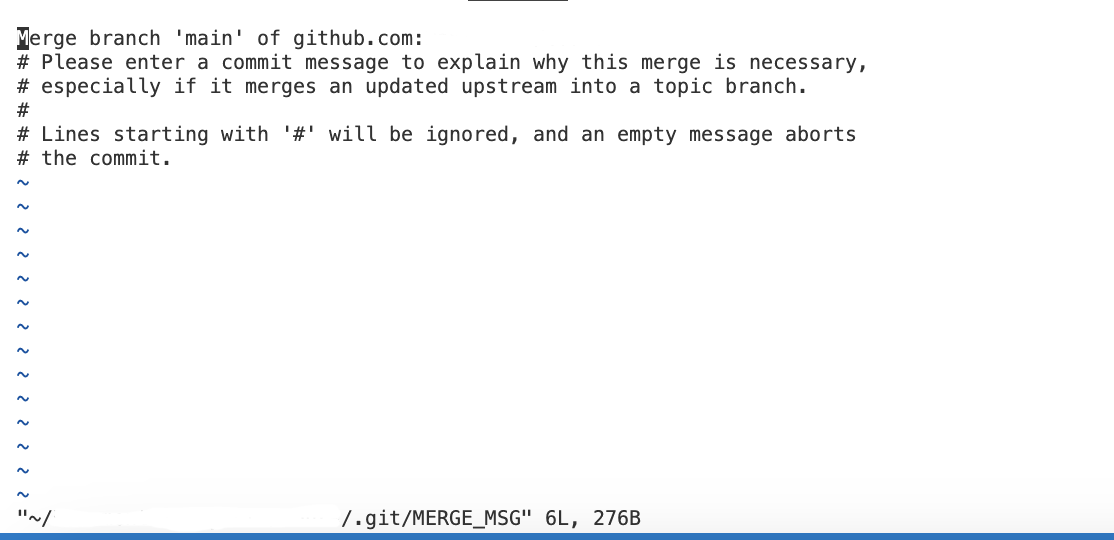 Merge branch 'main' of github.com:
# Please enter a commit message to explain why this merge is necessary,
# especially if it merges an updated upstream into a topic branch.
#
# Lines starting with '#' will be ignored, and an empty message aborts
# the commit.
~
~
~
~
~
~
~
~
~
~
~
~
~
~
"~/ /.git/MERGE_MSG" 6L, 276B